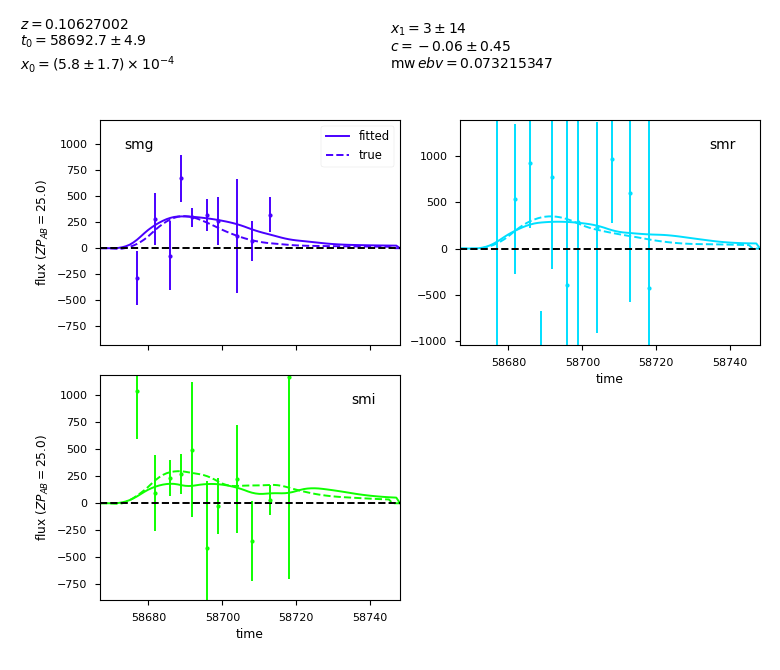 z = 0.10627002
t₀ = 58692.7 ± 4.9
x₀ = (5.8 ± 1.7) × 10⁻⁴
x₁ = 3 ± 14
c = −0.06 ± 0.45
mwebv = 0.073215347
smg
fitted
true
1000
750
500
250
0
−250
−500
−750
flux (ZP_AB = 25.0)
smr
1000
500
0
−500
−1000
58680 58700 58720 58740
time
smi
1000
750
500
250
0
−250
−500
−750
flux (ZP_AB = 25.0)
58680 58700 58720 58740
time